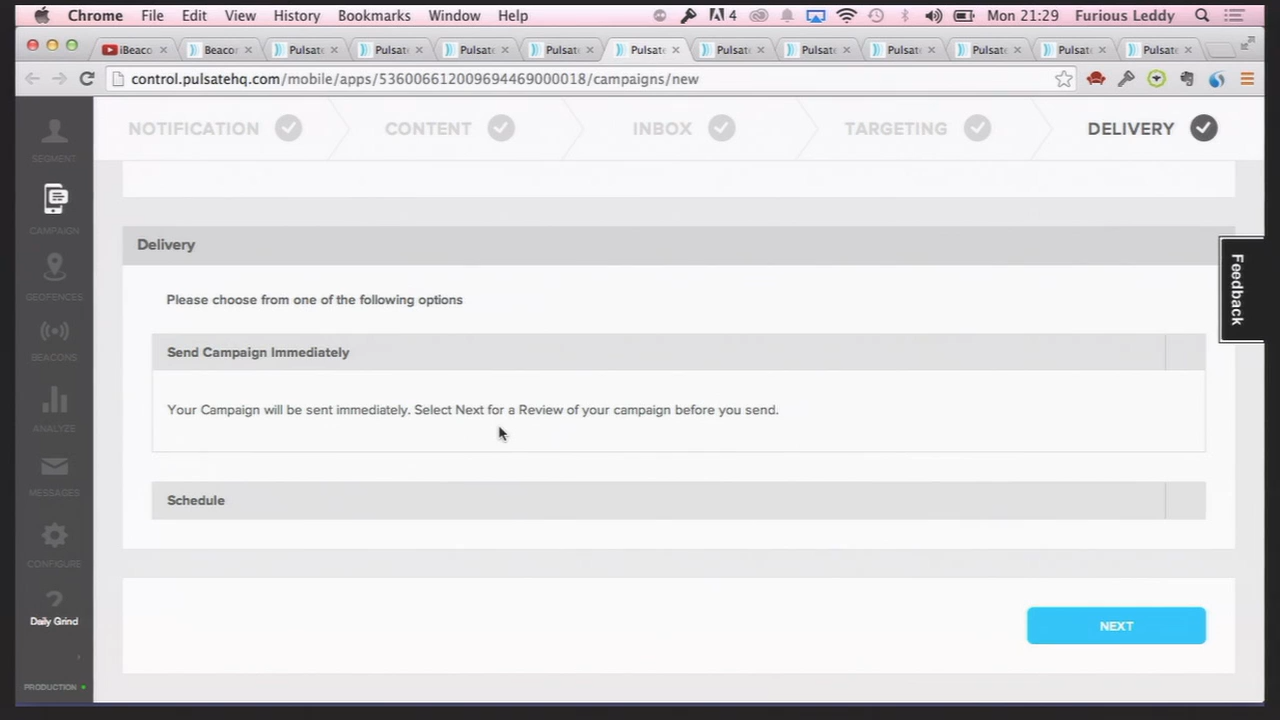 Chrome File Edit View History Bookmarks Window Help 4 Mon 21:29 Furious Leddy
iBeaco Beaco Pulsate Pulsate Pulsate Pulsate Pulsate Pulsate Pulsate Pulsate Pulsate Pulsate Pulsate
control.pulsatehq.com/mobile/apps/536006612009694469000018/campaigns/new
NOTIFICATION CONTENT INBOX TARGETING DELIVERY
SEGMENT
CAMPAIGN
GEOFENCES
BEACONS
ANALYZE
MESSAGES
CONFIGURE
?
Daily Grind
PRODUCTION
Delivery
Please choose from one of the following options
Send Campaign Immediately
Your Campaign will be sent immediately. Select Next for a Review of your campaign before you send.
Schedule
NEXT
Feedback